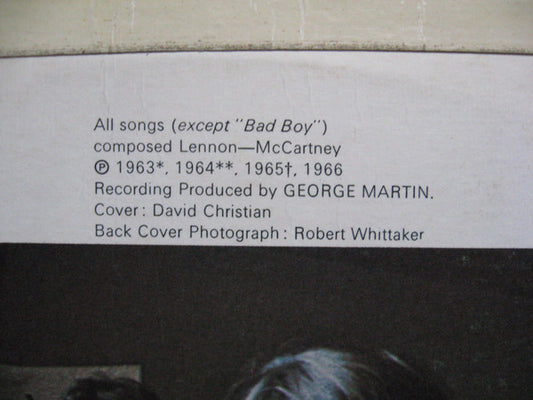 All songs (except "Bad Boy")
composed Lennon—McCartney
℗ 1963*, 1964**, 1965†, 1966
Recording Produced by GEORGE MARTIN.
Cover: David Christian
Back Cover Photograph: Robert Whittaker